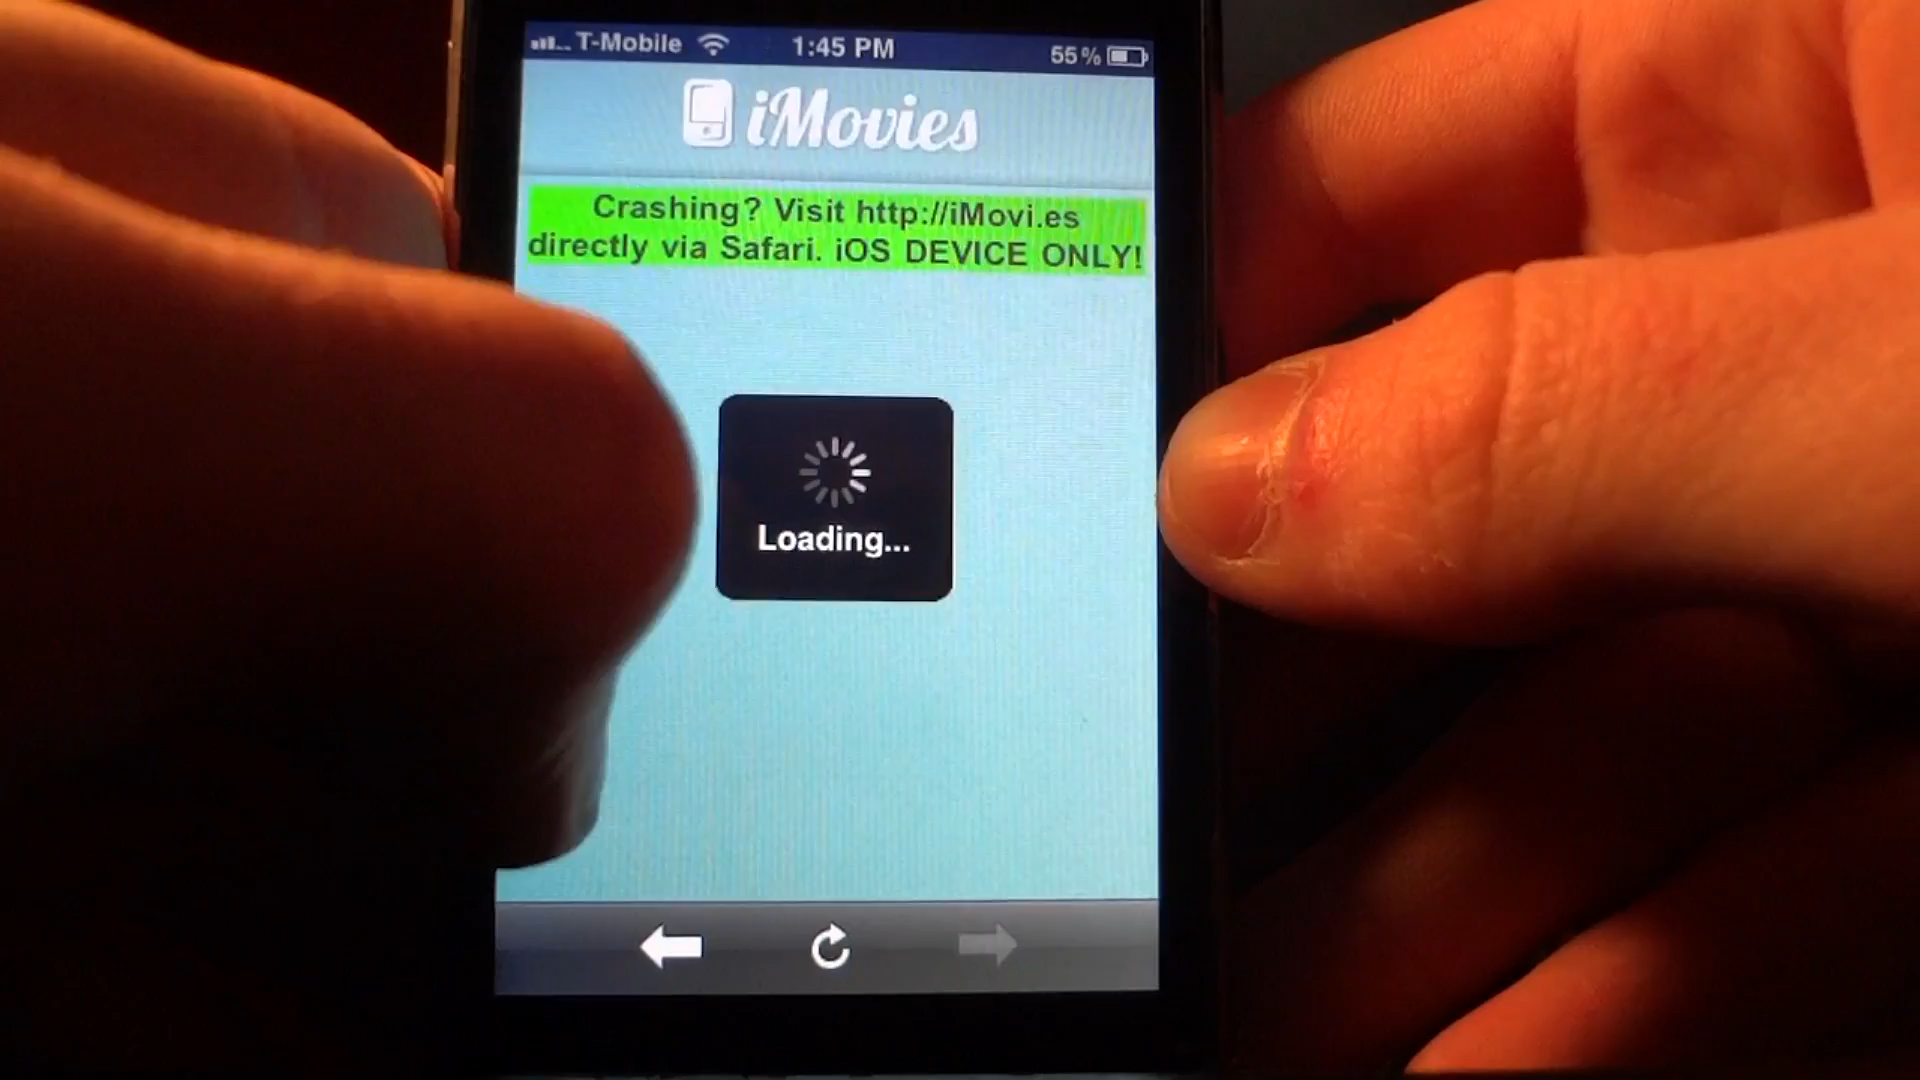 T-Mobile 1:45 PM 55%
iMovies
Crashing? Visit http://iMovi.es
directly via Safari. iOS DEVICE ONLY!
Loading...